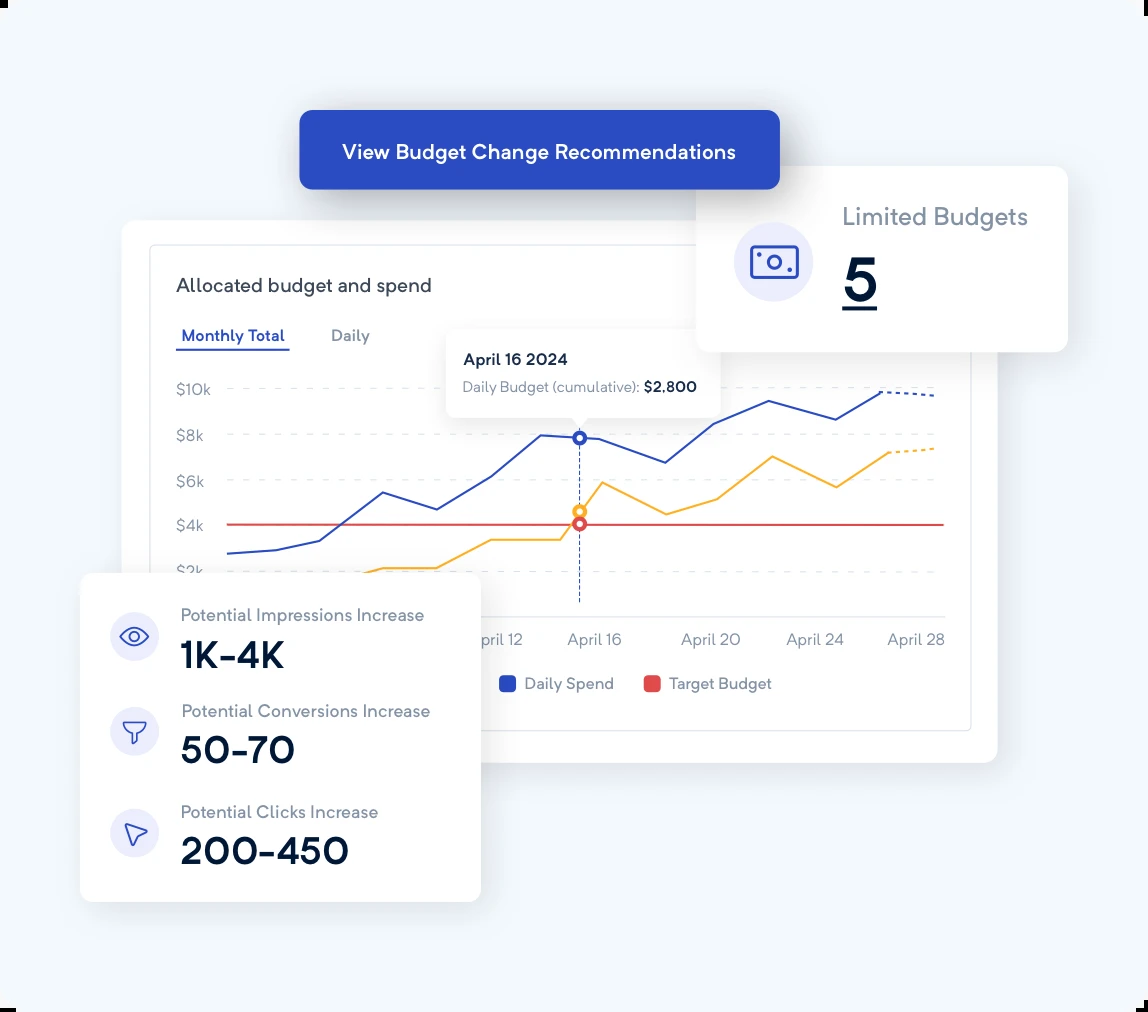 View Budget Change Recommendations
Limited Budgets
5
Allocated budget and spend
Monthly Total
Daily
April 16 2024
Daily Budget (cumulative): $2,800
$10k
$8k
$6k
$4k
$2k
April 16
April 20
April 24
April 28
Daily Spend
Target Budget
Potential Impressions Increase
1K-4K
Potential Conversions Increase
50-70
Potential Clicks Increase
200-450